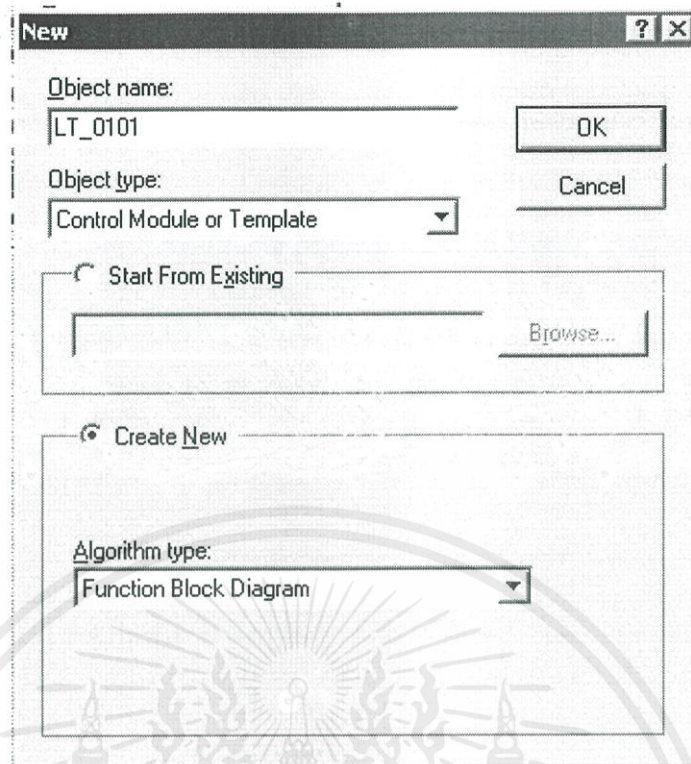 New
Object name:
LT_0101
OK
Object type:
Cancel
Control Module or Template
Start From Existing
Browse...
Create New
Algorithm type:
Function Block Diagram